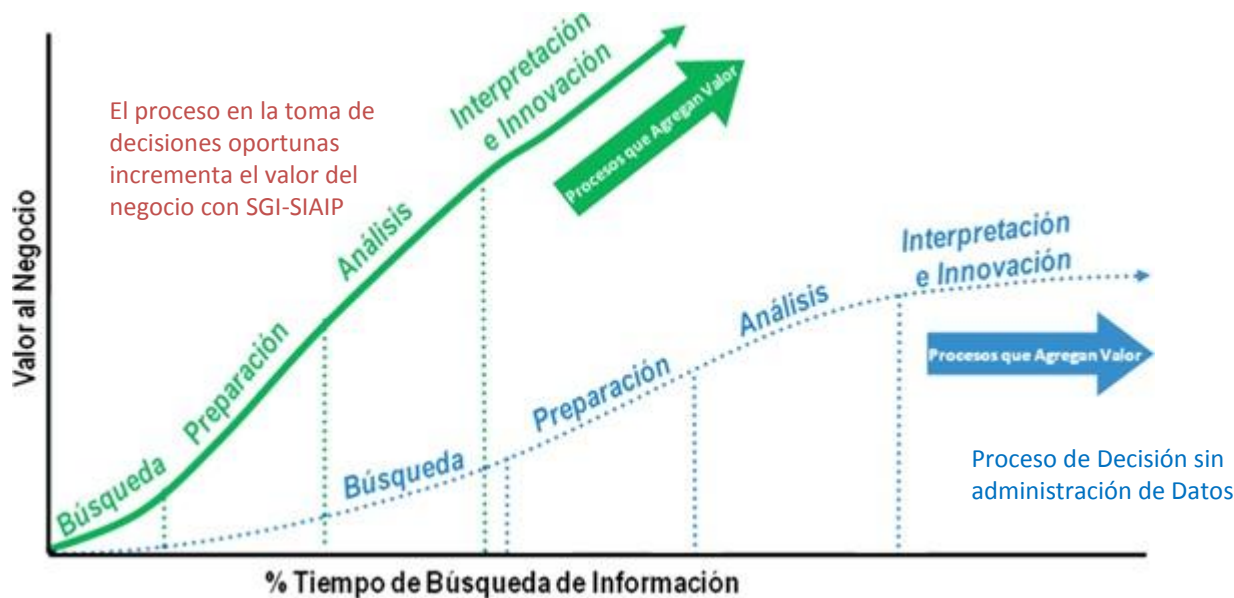 El proceso en la toma de
decisiones oportunas
incrementa el valor del
negocio con SGI-SIAIP
Valor al Negocio
Búsqueda
Preparación
Análisis
Interpretación
e Innovación
Procesos que Agregan Valor
Búsqueda
Preparación
Análisis
Interpretación
e Innovación
Procesos que Agregan Valor
Proceso de Decisión sin
administración de Datos
% Tiempo de Búsqueda de Información